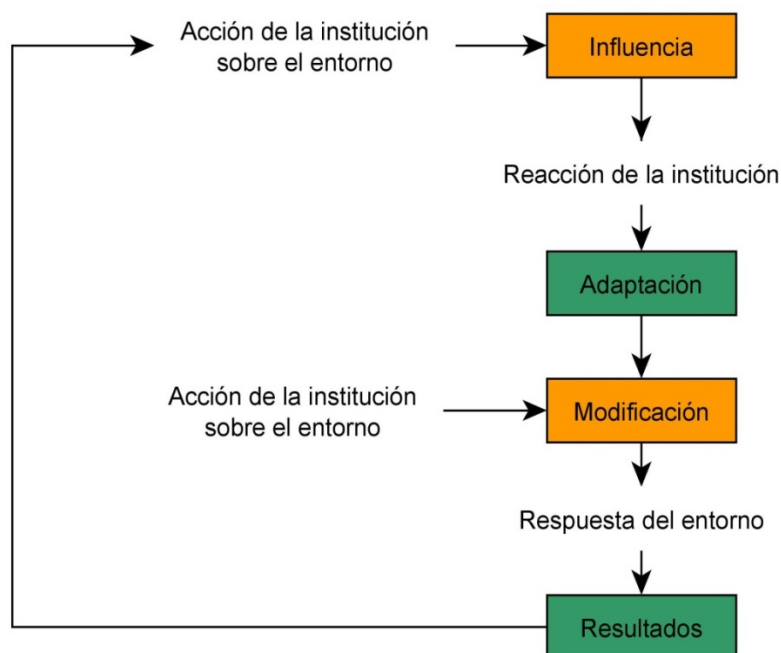 Acción de la institución
sobre el entorno
Influencia
Reacción de la institución
Adaptación
Acción de la institución
sobre el entorno
Modificación
Respuesta del entorno
Resultados